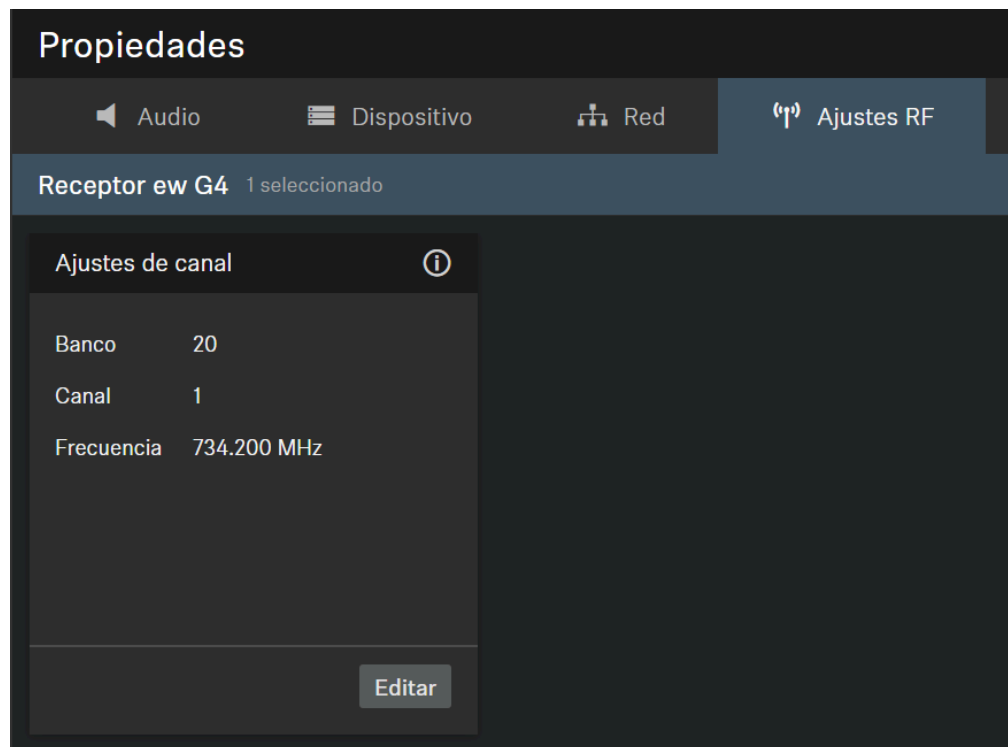 Propiedades
Audio Dispositivo Red Ajustes RF
Receptor ew G4 1 seleccionado
Ajustes de canal
Banco 20
Canal 1
Frecuencia 734.200 MHz
Editar